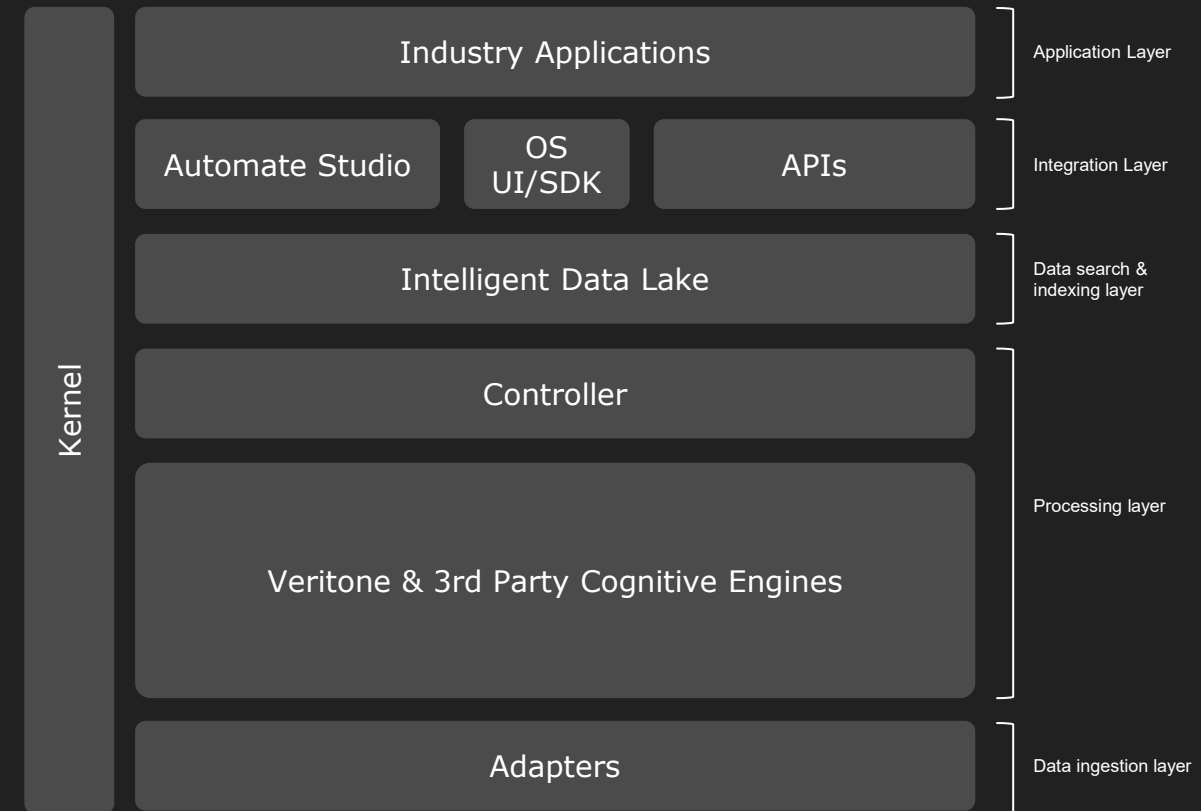 Kernel
Industry Applications
Application Layer
Automate Studio
OS
UI/SDK
APIs
Integration Layer
Intelligent Data Lake
Data search &
indexing layer
Controller
Veritone & 3rd Party Cognitive Engines
Processing layer
Adapters
Data ingestion layer